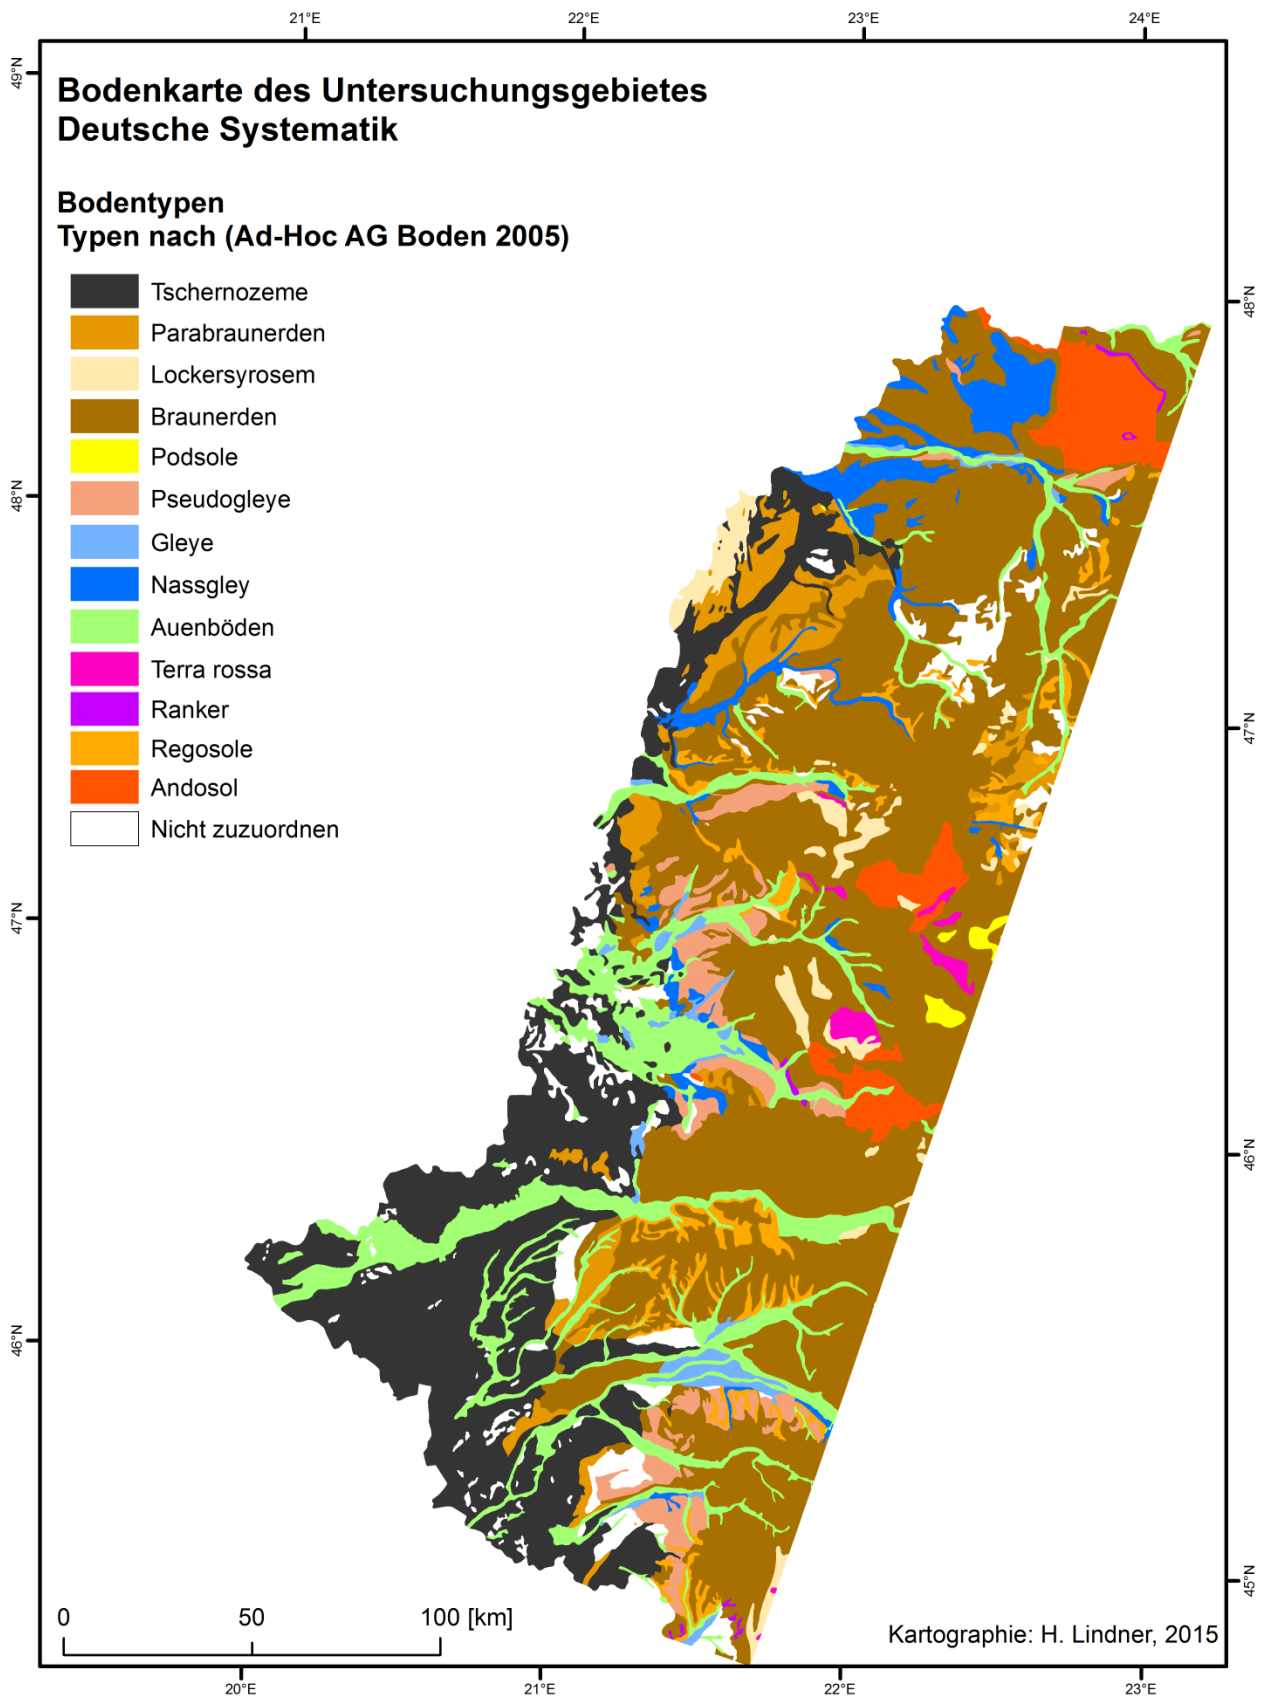 21°E
22°E
23°E
24°E
49°N
Bodenkarte des Untersuchungsgebietes
Deutsche Systematik
Bodentypen
Typen nach (Ad-Hoc AG Boden 2005)
Tschernozeme
Parabraunerden
Lockersyrosem
Braunerden
Podsole
Pseudogleye
Gleye
Nassgley
Auenböden
Terra rossa
Ranker
Regosole
Andosol
Nicht zuzuordnen
48°N
47°N
46°N
48°N
47°N
46°N
45°N
0 50 100 [km]
Kartographie: H. Lindner, 2015
20°E
21°E
22°E
23°E